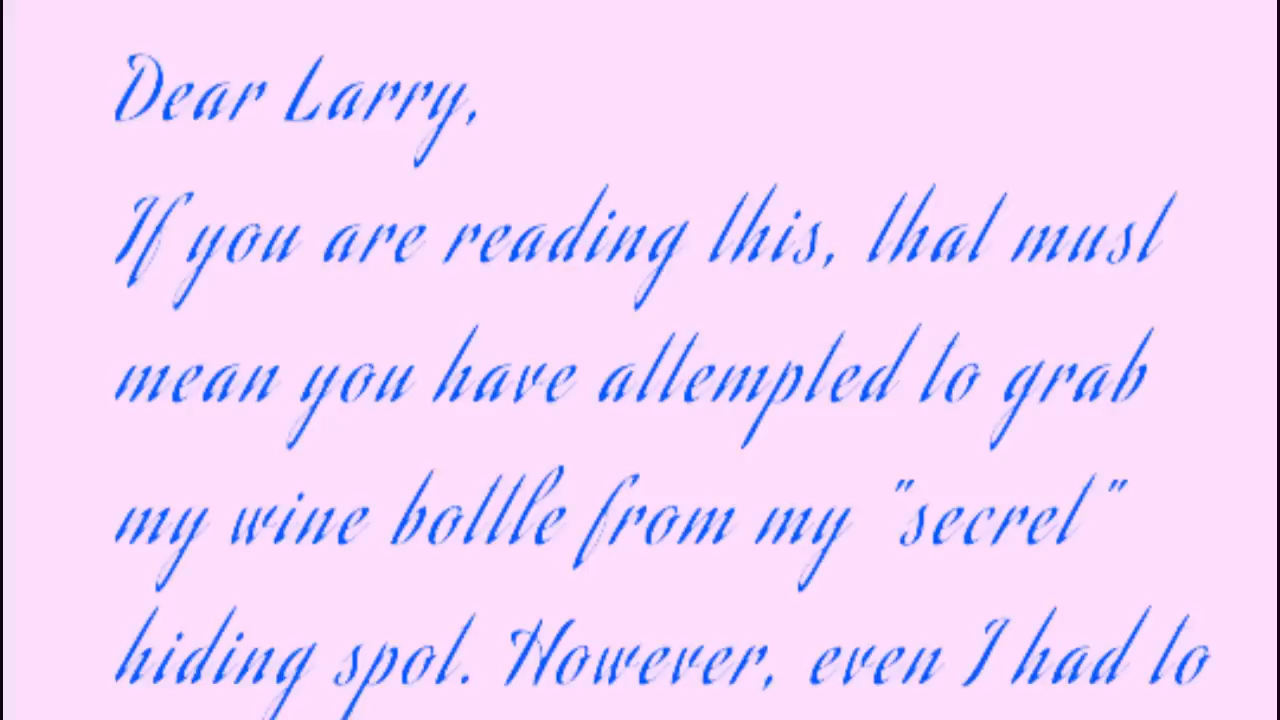 Dear Larry,
If you are reading this, that must
mean you have attempted to grab
my wine bottle from my "secret"
hiding spot. However, even I had to